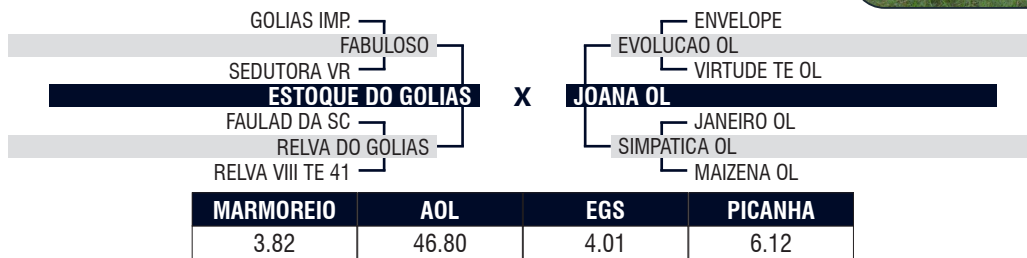 GOLIAS IMP.
ENVELOPE
FABULOSO
EVOLUCAO OL
SEDUTORA VR
VIRTUDE TE OL
ESTOQUE DO GOLIAS X JOANA OL
FAULAD DA SC
JANEIRO OL
RELVA DO GOLIAS
SIMPATICA OL
RELVA VIII TE 41
MAIZENA OL
MARMOREIO AOL EGS PICANHA
3.82 46.80 4.01 6.12